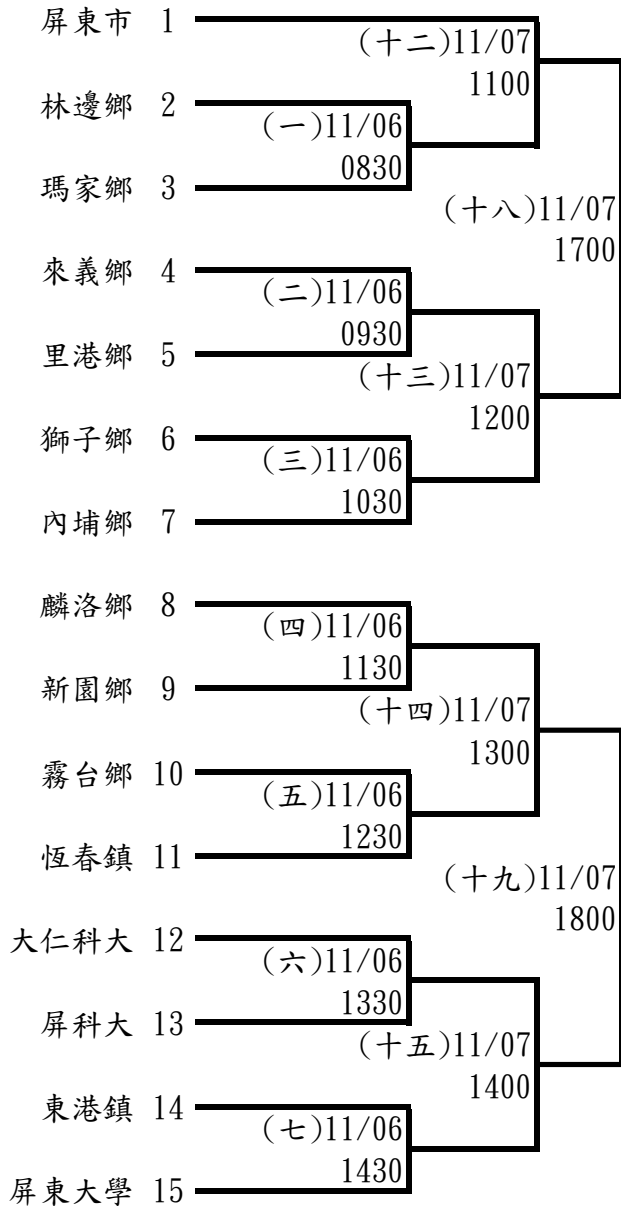 屏東市 1
(十二)11/07
1100
林邊鄉 2
(一)11/06
0830
瑪家鄉 3
(十八)11/07
1700
來義鄉 4
(二)11/06
0930
里港鄉 5
(十三)11/07
1200
獅子鄉 6
(三)11/06
1030
內埔鄉 7
麟洛鄉 8
(四)11/06
1130
新園鄉 9
(十四)11/07
1300
霧台鄉 10
(五)11/06
1230
恆春鎮 11
(十九)11/07
1800
大仁科大 12
(六)11/06
1330
屏科大 13
(十五)11/07
1400
東港鎮 14
(七)11/06
1430
屏東大學 15